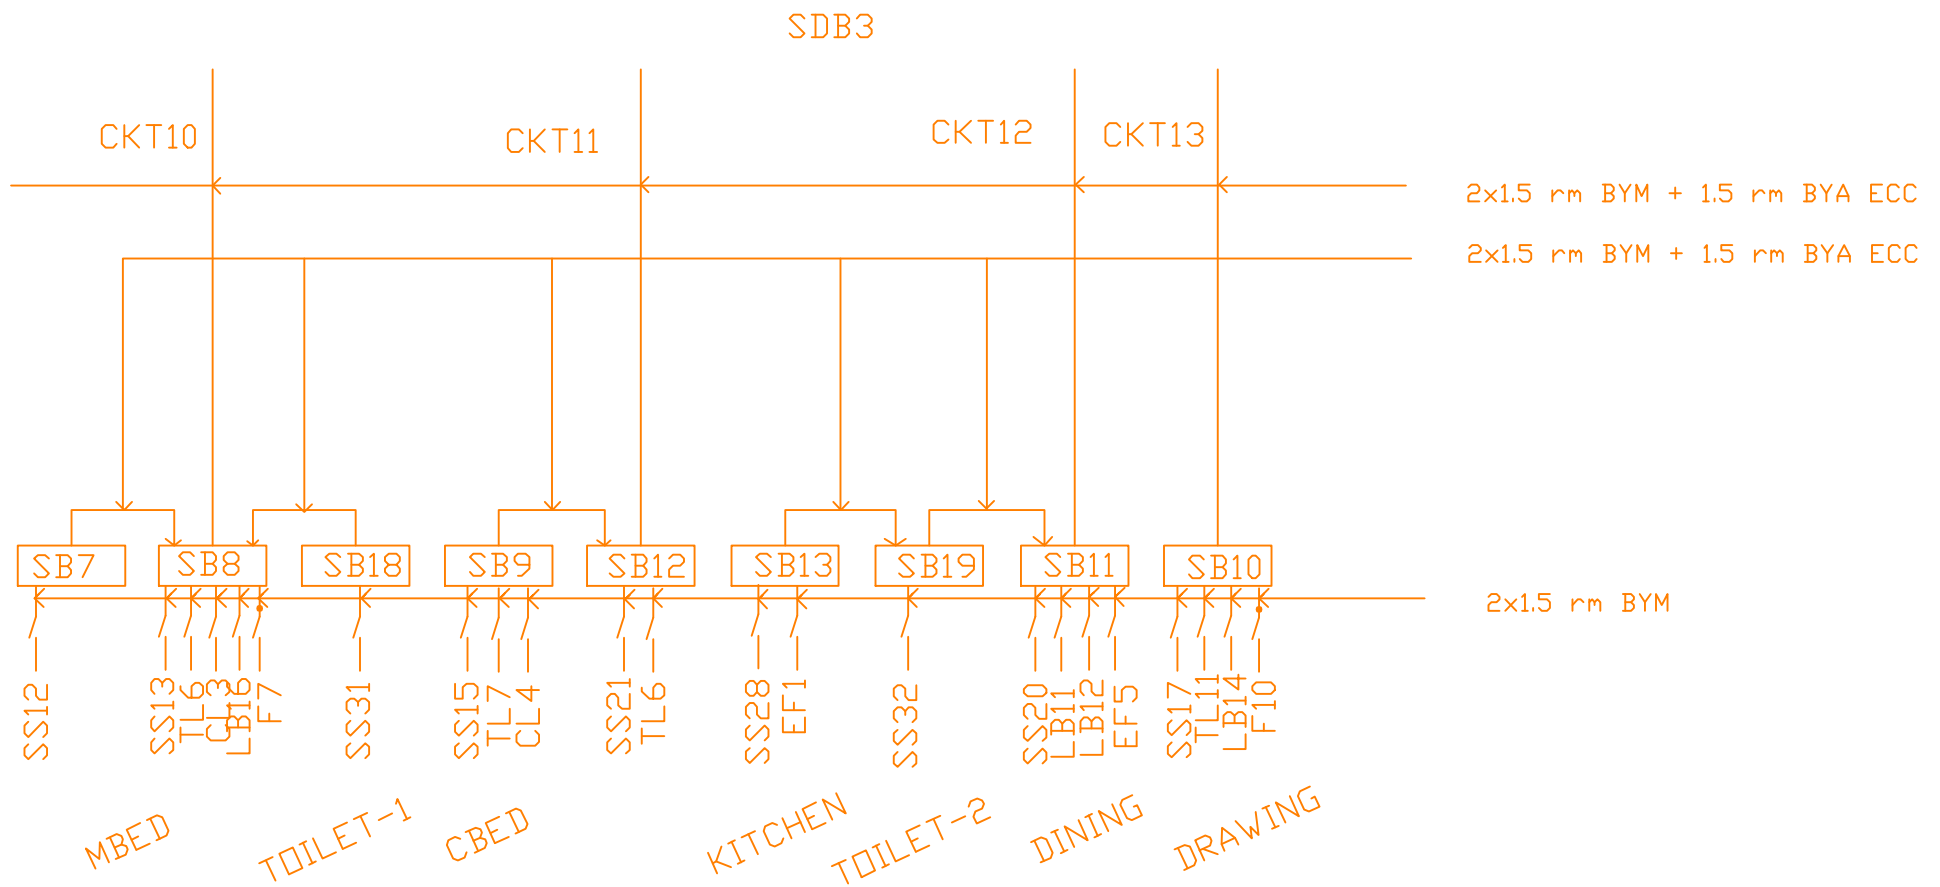 SDB3
CKT10
CKT11
CKT12
CKT13
2x1.5 rm BYM + 1.5 rm BYA ECC
2x1.5 rm BYM + 1.5 rm BYA ECC
SB7
SB8
SB18
SB9
SB12
SB13
SB19
SB11
SB10
2x1.5 rm BYM
SS12
SS13
TL6
CL3
LB16
F7
SS31
SS15
TL7
CL4
SS21
TL6
SS28
EF1
SS32
SS20
LB11
LB12
EF5
SS17
TL11
LB14
F10
MBED
TOILET-1
CBED
KITCHEN
TOILET-2
DINING
DRAWING